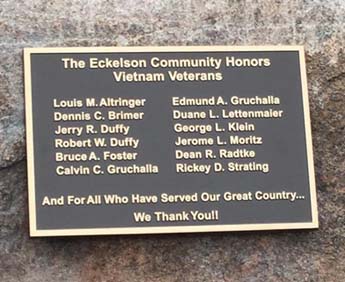 The Eckelson Community Honors
Vietnam Veterans
Louis M. Altringer
Dennis C. Brimer
Jerry R. Duffy
Robert W. Duffy
Bruce A. Foster
Calvin C. Gruchalla
Edmund A. Gruchalla
Duane L. Lettenmaier
George L. Klein
Jerome L. Moritz
Dean R. Radtke
Rickey D. Strating
And For All Who Have Served Our Great Country...
We Thank You!!